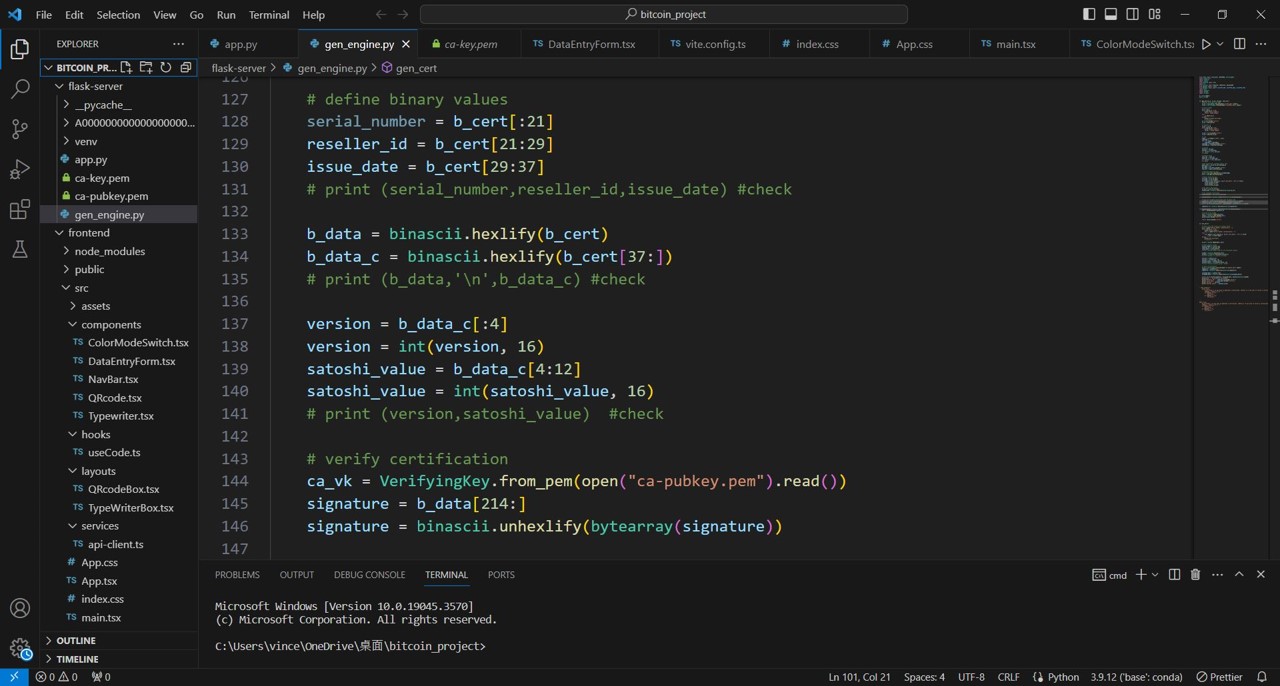 File Edit Selection View Go Run Terminal Help bitcoin_project
EXPLORER app.py gen_engine.py ca-key.pem DataEntryForm.tsx vite.config.ts index.css App.css main.tsx ColorModeSwitch.tsx
BITCOIN_PR... flask-server > gen_engine.py > gen_cert
flask-server
__pycache__
A000000000000000000...
venv
app.py
ca-key.pem
ca-pubkey.pem
gen_engine.py
frontend
node_modules
public
src
assets
components
ColorModeSwitch.tsx
DataEntryForm.tsx
NavBar.tsx
QRcode.tsx
Typewriter.tsx
hooks
useCode.ts
layouts
QRcodeBox.tsx
TypeWriterBox.tsx
services
api-client.ts
App.css
App.tsx
index.css
main.tsx
OUTLINE
TIMELINE
126
127 # define binary values
128 serial_number = b_cert[:21]
129 reseller_id = b_cert[21:29]
130 issue_date = b_cert[29:37]
131 # print (serial_number,reseller_id,issue_date) #check
132
133 b_data = binascii.hexlify(b_cert)
134 b_data_c = binascii.hexlify(b_cert[37:])
135 # print (b_data,'\n',b_data_c) #check
136
137 version = b_data_c[:4]
138 version = int(version, 16)
139 satoshi_value = b_data_c[4:12]
140 satoshi_value = int(satoshi_value, 16)
141 # print (version,satoshi_value)  #check
142
143 # verify certification
144 ca_vk = VerifyingKey.from_pem(open("ca-pubkey.pem").read())
145 signature = b_data[214:]
146 signature = binascii.unhexlify(bytearray(signature))
147
PROBLEMS OUTPUT DEBUG CONSOLE TERMINAL PORTS cmd
Microsoft Windows [Version 10.0.19045.3570]
(c) Microsoft Corporation. All rights reserved.
C:\Users\vince\OneDrive\桌面\bitcoin_project>
0 0 0 Ln 101, Col 21 Spaces: 4 UTF-8 CRLF Python 3.9.12 ('base': conda) Prettier